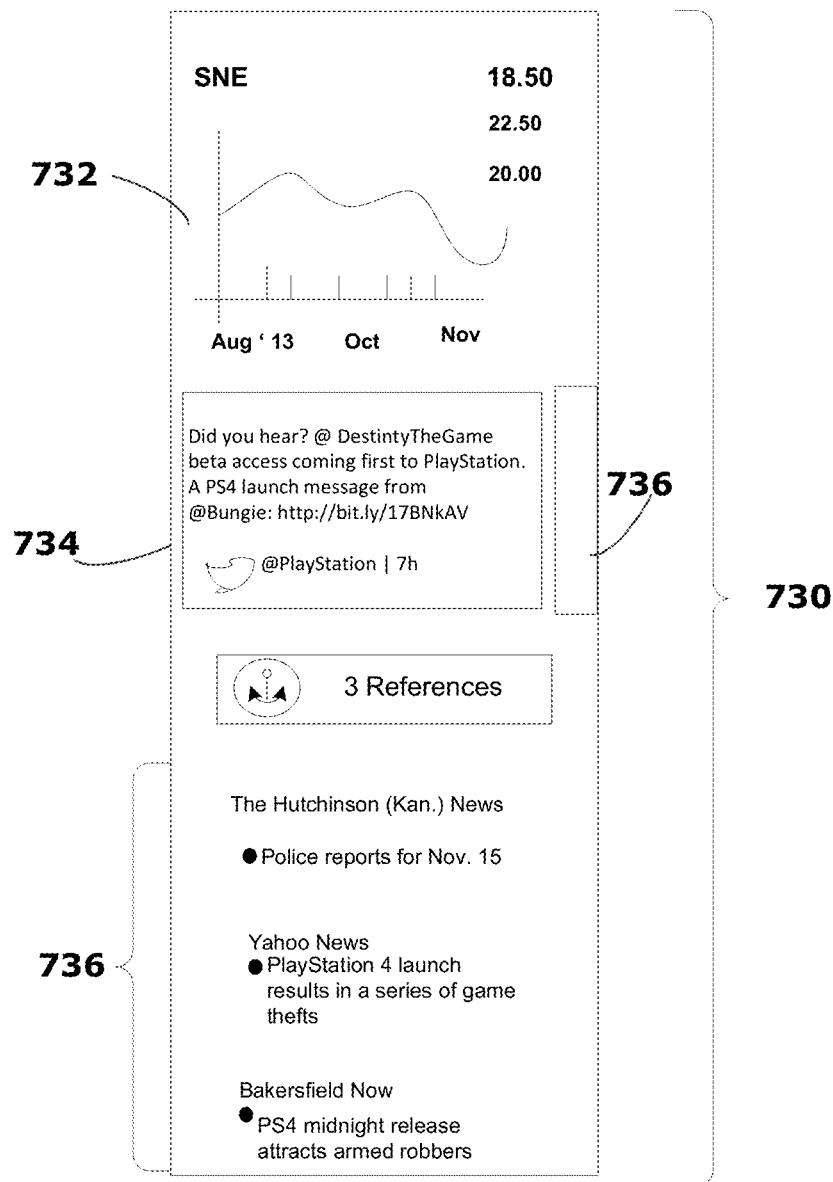 SNE 18.50
22.50
732 20.00
Aug ‘ 13 Oct Nov
Did you hear? @ DestintyTheGame
beta access coming first to PlayStation.
A PS4 launch message from
@Bungie: http://bit.ly/17BNkAV
736
734
@PlayStation | 7h
730
3 References
The Hutchinson (Kan.) News
Police reports for Nov. 15
736
Yahoo News
PlayStation 4 launch
results in a series of game
thefts
Bakersfield Now
PS4 midnight release
attracts armed robbers